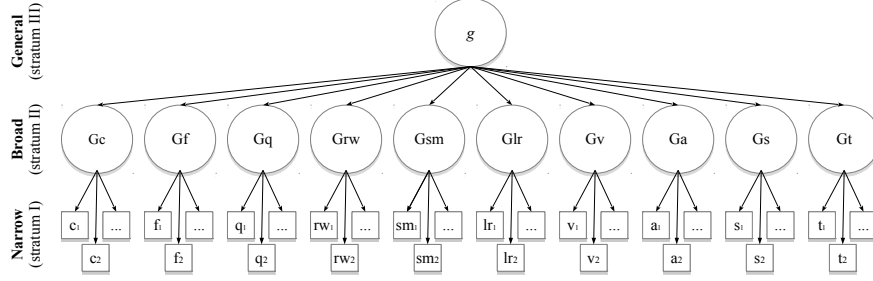 General
(stratum III)
g
Broad
(stratum II)
Gc Gf Gq Grw Gsm Glr Gv Ga Gs Gt
Narrow
(stratum I)
c₁ ... f₁ ... q₁ ... rw₁ ... sm₁ ... lr₁ ... v₁ ... a₁ ... s₁ ... t₁ ...
c₂ f₂ q₂ rw₂ sm₂ lr₂ v₂ a₂ s₂ t₂